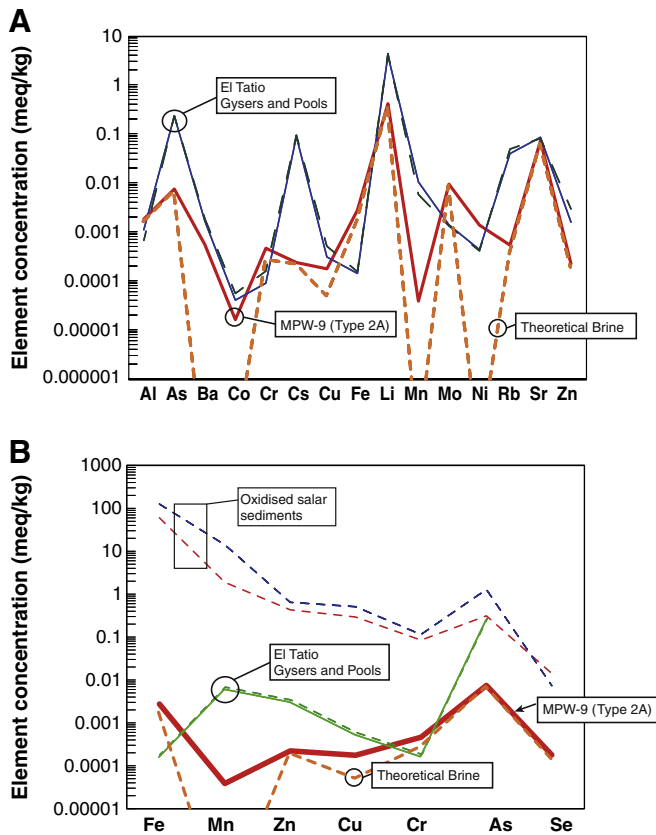 A
Element concentration (meq/kg)
10
1
0.1
0.01
0.001
0.0001
0.00001
0.000001
El Tatio
Gysers and Pools
MPW-9 (Type 2A)
Theoretical Brine
Al As Ba Co Cr Cs Cu Fe Li Mn Mo Ni Rb Sr Zn
B
Element concentration (meq/kg)
1000
100
10
1
0.1
0.01
0.001
0.0001
0.00001
Oxidised salar
sediments
El Tatio
Gysers and Pools
MPW-9 (Type 2A)
Theoretical Brine
Fe Mn Zn Cu Cr As Se